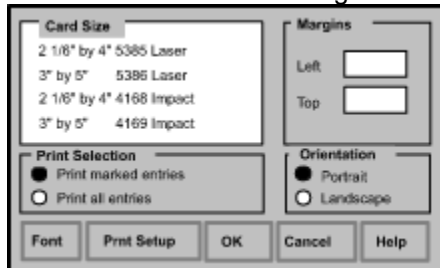 Card Size
2 1/6" by 4" 5385 Laser
3" by 5" 5386 Laser
2 1/6" by 4" 4168 Impact
3" by 5" 4169 Impact
Margins
Left
Top
Print Selection
Print marked entries
Print all entries
Orientation
Portrait
Landscape
Font Prnt Setup OK Cancel Help